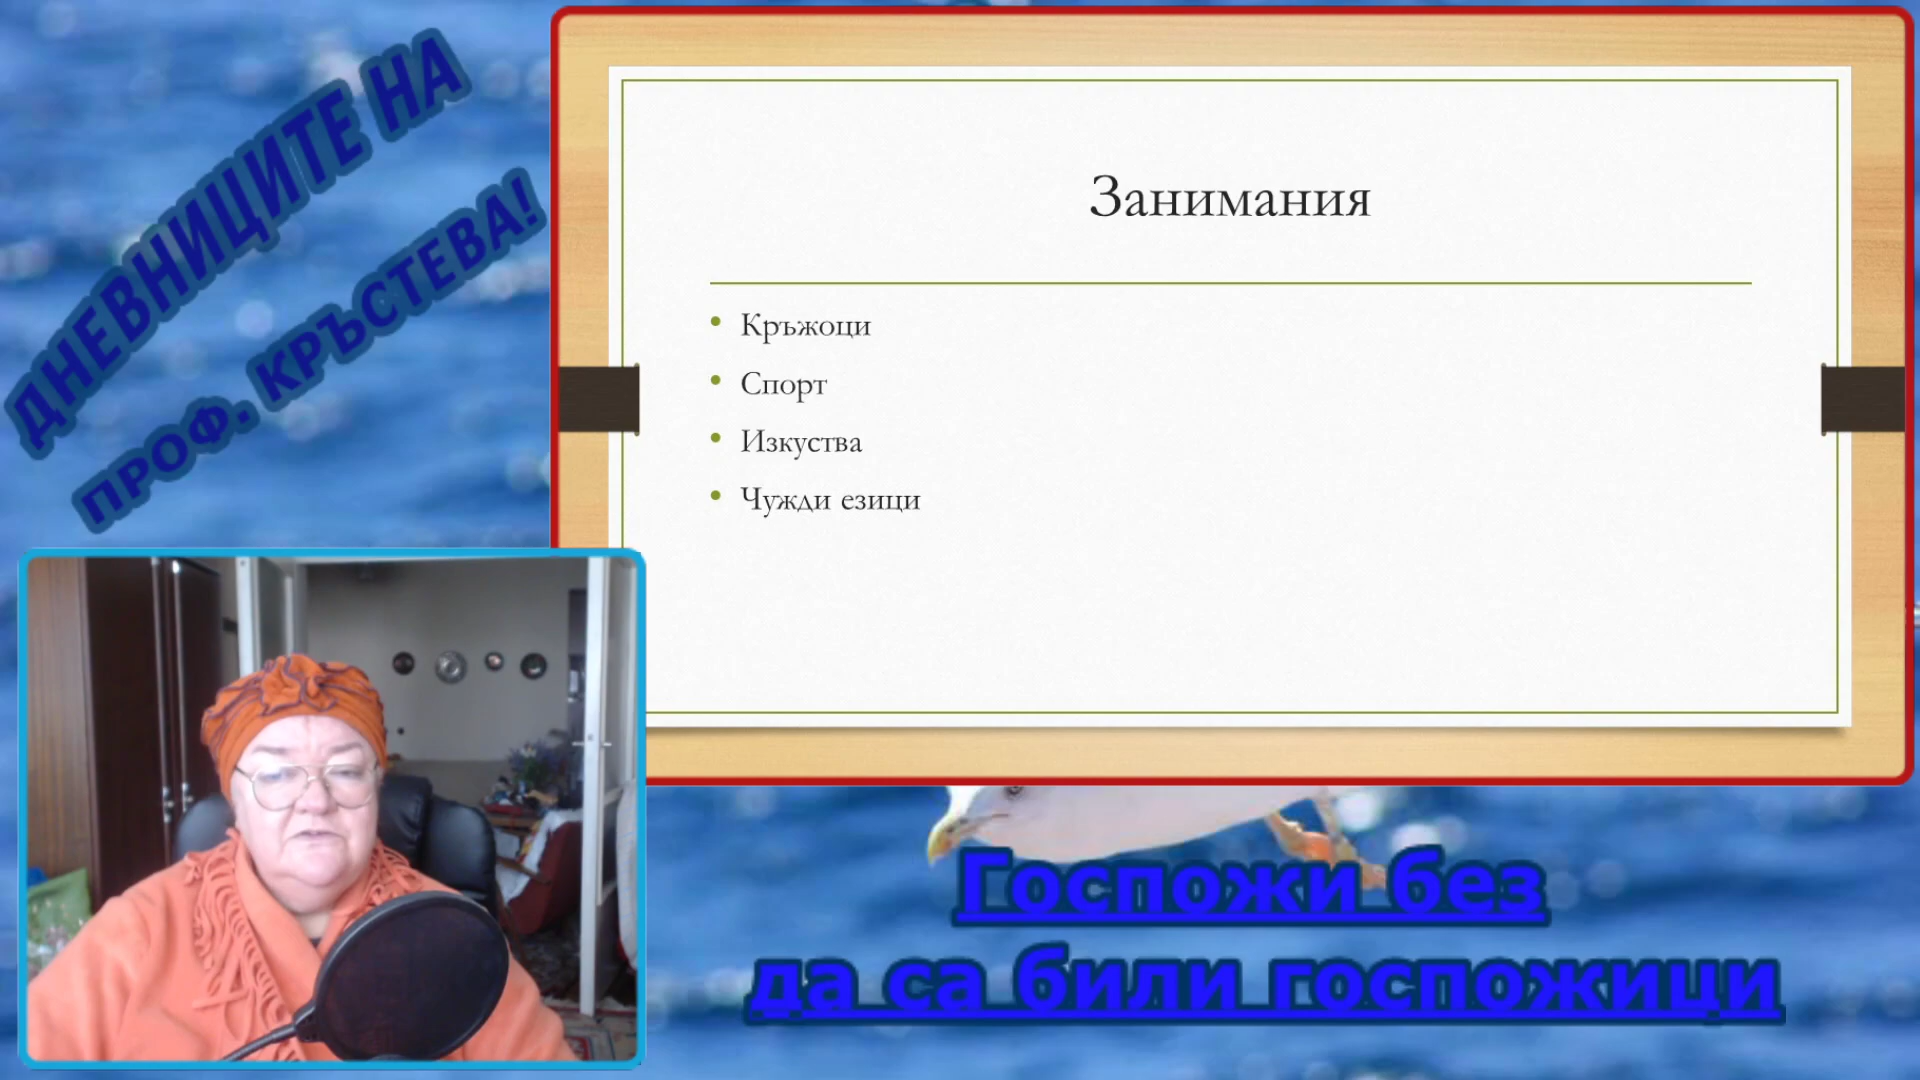 ДНЕВНИЦИТЕ НА
ПРОФ. КРЪСТЕВА!
Занимания
• Кръжоци
• Спорт
• Изкуства
• Чужди езици
Госпожи без
да са били госпожици